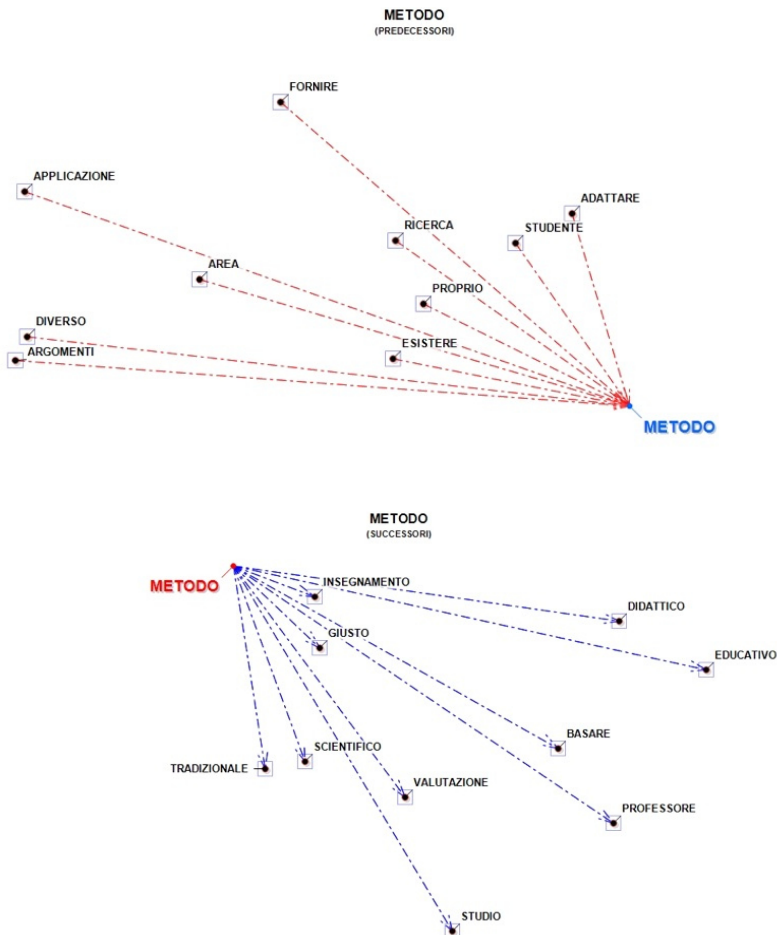 METODO
(PREDECESSORI)
FORNIRE
APPLICAZIONE
ADATTARE
RICERCA
STUDENTE
AREA
PROPRIO
DIVERSO
ESISTERE
ARGOMENTI
METODO
METODO
(SUCCESSORI)
METODO
INSEGNAMENTO
DIDATTICO
GIUSTO
EDUCATIVO
BASARE
SCIENTIFICO
TRADIZIONALE
VALUTAZIONE
PROFESSORE
STUDIO